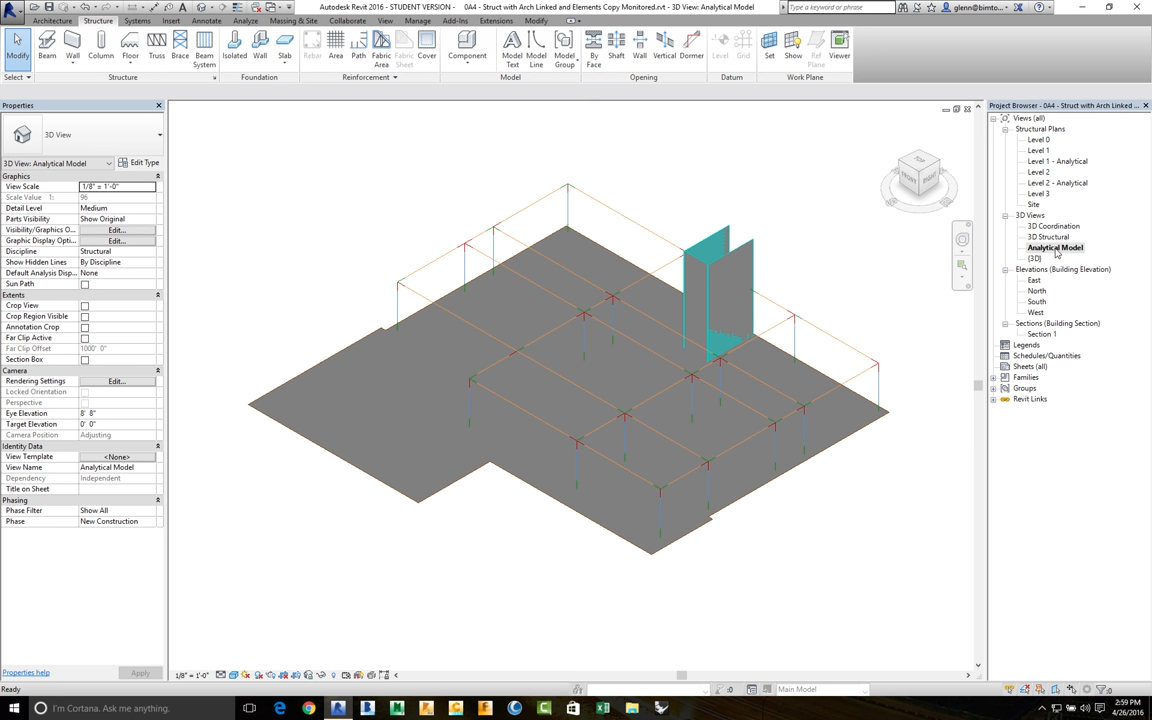 Autodesk Revit 2016 - STUDENT VERSION - 0A4 - Struct with Arch Linked and Elements Copy Monitored.rvt - 3D View: Analytical Model
Type a keyword or phrase
glenn@bimto...
Architecture Structure Systems Insert Annotate Analyze Massing & Site Collaborate View Manage Add-Ins Extensions Modify
Modify Beam Wall Column Floor Truss Brace Beam System Isolated Wall Slab Rebar Area Path Fabric Area Fabric Sheet Cover Component Model Text Model Line Model Group By Face Shaft Wall Vertical Dormer Level Grid Set Show Ref Plane Viewer
Select Structure Foundation Reinforcement Model Opening Datum Work Plane
Properties
3D View
3D View: Analytical Model Edit Type
Graphics
View Scale 1/8" = 1'-0"
Scale Value 1: 96
Detail Level Medium
Parts Visibility Show Original
Visibility/Graphics O... Edit...
Graphic Display Opti... Edit...
Discipline Structural
Show Hidden Lines By Discipline
Default Analysis Disp... None
Sun Path
Extents
Crop View
Crop Region Visible
Annotation Crop
Far Clip Active
Far Clip Offset 1000' 0"
Section Box
Camera
Rendering Settings Edit...
Locked Orientation
Perspective
Eye Elevation 8' 8"
Target Elevation 0' 0"
Camera Position Adjusting
Identity Data
View Template <None>
View Name Analytical Model
Dependency Independent
Title on Sheet
Phasing
Phase Filter Show All
Phase New Construction
Properties help Apply
TOP
FRONT RIGHT
Project Browser - 0A4 - Struct with Arch Linked ...
Views (all)
Structural Plans
Level 0
Level 1
Level 1 - Analytical
Level 2
Level 2 - Analytical
Level 3
Site
3D Views
3D Coordination
3D Structural
Analytical Model
{3D}
Elevations (Building Elevation)
East
North
South
West
Sections (Building Section)
Section 1
Legends
Schedules/Quantities
Sheets (all)
Families
Groups
Revit Links
1/8" = 1'-0"
Ready
:0
Main Model
:0
I'm Cortana. Ask me anything.
2:59 PM
4/26/2016